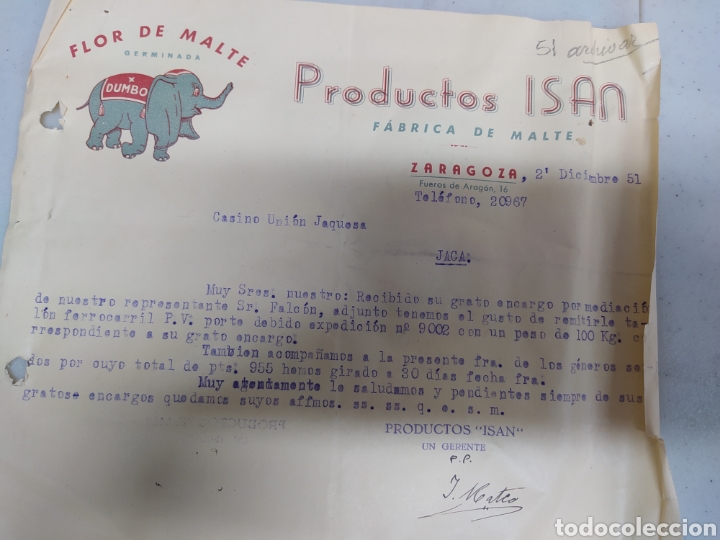 51 archivar
FLOR DE MALTE
GERMINADA
DUMBO
Productos ISAN
FÁBRICA DE MALTE
ZARAGOZA, 2' Diciembre 51
Fueros de Aragón, 16
Teléfono, 20967
Casino Unión Jaquesa
JACA.
Muy Sres. nuestro: Recibido su grato encargo por mediació
de nuestro representante Sr. Falcón, adjunto tenemos el gusto de remitirle ta-
lón ferrocarril P.V. porte debido expedición nº 9002 con un peso de 100 Kg. c
rrespondiente a su grato encargo.
Tambien acompañamos a la presente fra. de los géneros se
dos por cuyo total de pts. 955 hemos girado a 30 días fecha fra.
Muy atentamente le saludamos y pendientes siempre de sus
gratos encargos quedamos suyos affmos. ss. ss. q. e. s. m.
PRODUCTOS "ISAN"
UN GERENTE
P.P.
J. Mateo
todocoleccion